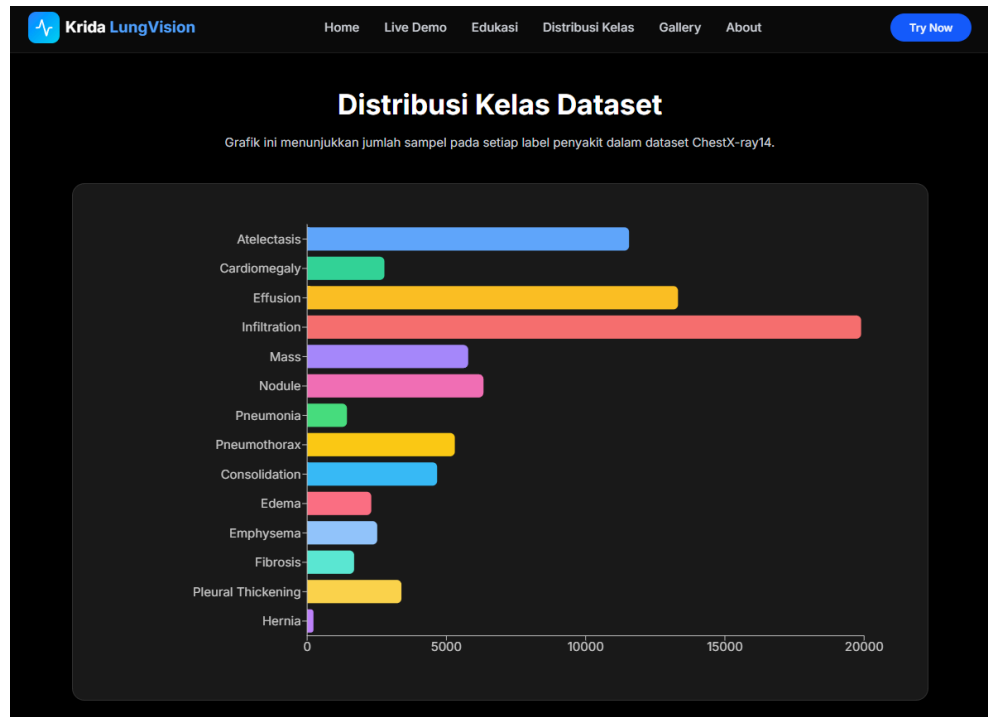 Krida LungVision Home Live Demo Edukasi Distribusi Kelas Gallery About Try Now
Distribusi Kelas Dataset
Grafik ini menunjukkan jumlah sampel pada setiap label penyakit dalam dataset ChestX-ray14.
Atelectasis
Cardiomegaly
Effusion
Infiltration
Mass
Nodule
Pneumonia
Pneumothorax
Consolidation
Edema
Emphysema
Fibrosis
Pleural Thickening
Hernia
0 5000 10000 15000 20000